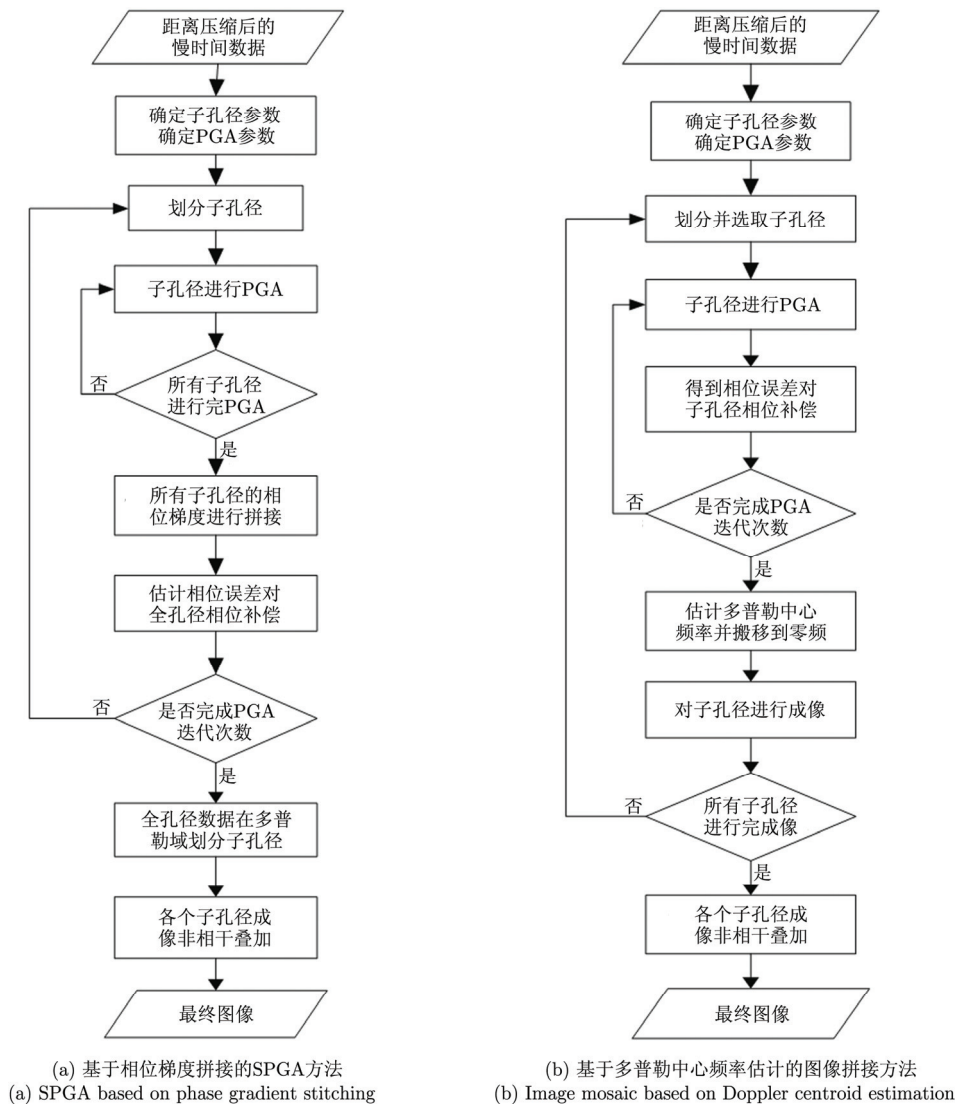 距离压缩后的
慢时间数据
确定子孔径参数
确定PGA参数
划分子孔径
子孔径进行PGA
否
所有子孔径
进行完PGA
是
所有子孔径的相
位梯度进行拼接
估计相位误差对
全孔径相位补偿
否
是否完成PGA
迭代次数
是
全孔径数据在多普
勒域划分子孔径
各个子孔径成
像非相干叠加
最终图像
(a) 基于相位梯度拼接的SPGA方法
(a) SPGA based on phase gradient stitching
距离压缩后的
慢时间数据
确定子孔径参数
确定PGA参数
划分并选取子孔径
子孔径进行PGA
得到相位误差对
子孔径相位补偿
否
是否完成PGA
迭代次数
是
估计多普勒中心
频率并搬移到零频
对子孔径进行成像
否
所有子孔径
进行完成像
是
各个子孔径成
像非相干叠加
最终图像
(b) 基于多普勒中心频率估计的图像拼接方法
(b) Image mosaic based on Doppler centroid estimation